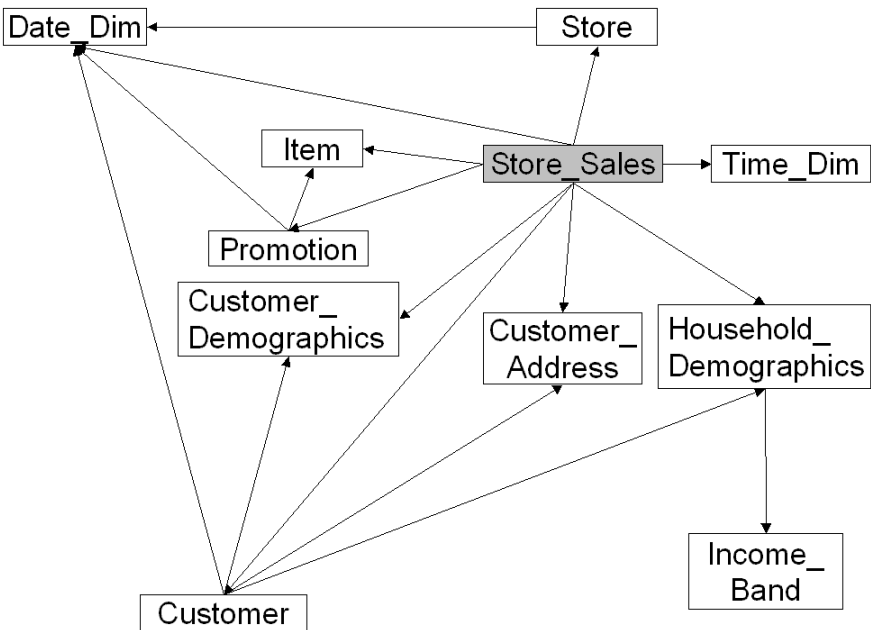 Date_Dim
Store
Item
Store_Sales
Time_Dim
Promotion
Customer_
Demographics
Customer_
Address
Household_
Demographics
Income_
Band
Customer